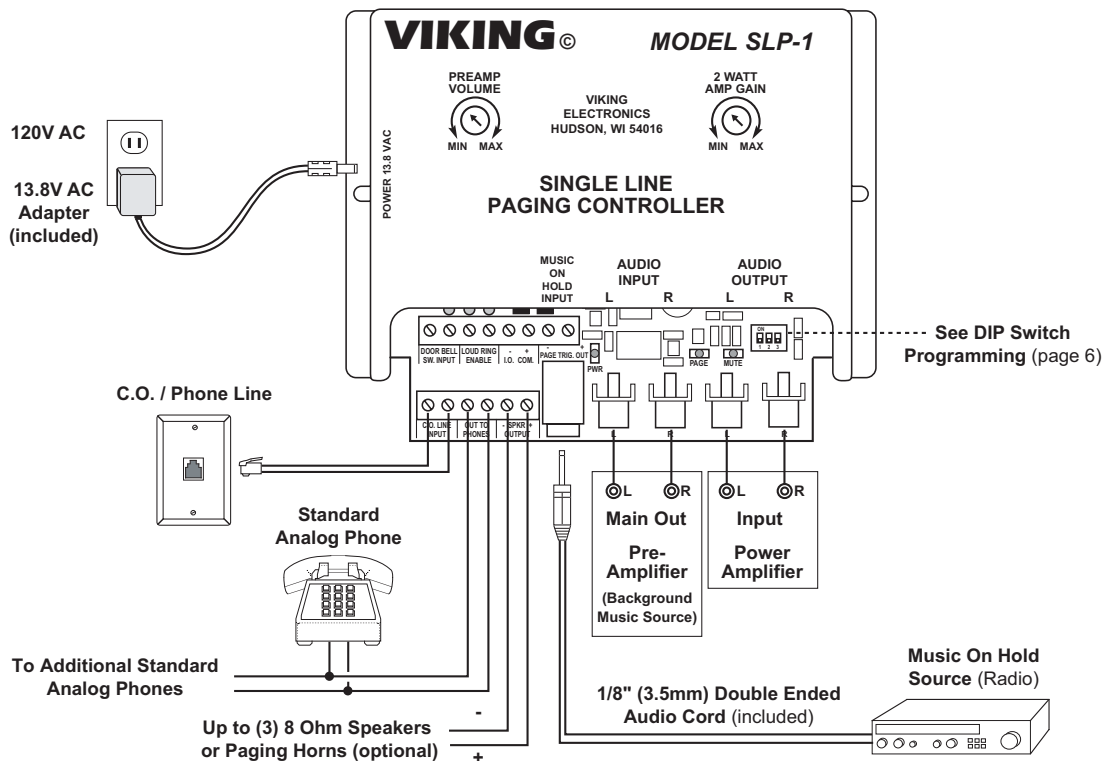 VIKING© MODEL SLP-1
PREAMP
VOLUME
MIN MAX
VIKING
ELECTRONICS
HUDSON, WI 54016
2 WATT
AMP GAIN
MIN MAX
120V AC
13.8V AC
Adapter
(included)
POWER 13.8 VAC
SINGLE LINE
PAGING CONTROLLER
MUSIC
ON
HOLD
INPUT
AUDIO
INPUT
L R
AUDIO
OUTPUT
L R
ON
1 2 3
See DIP Switch
Programming (page 6)
DOOR BELL
SW. INPUT
LOUD RING
ENABLE
- +
I.O. COM.
- +
PAGE TRIG. OUT
PWR
PAGE
MUTE
C.O. / Phone Line
C.O. LINE
INPUT
OUT TO
PHONES
- SPKR +
OUTPUT
L R L R
L R
Main Out
Pre-
Amplifier
(Background
Music Source)
L R
Input
Power
Amplifier
Standard
Analog Phone
To Additional Standard
Analog Phones
Up to (3) 8 Ohm Speakers
or Paging Horns (optional)
-
+
1/8" (3.5mm) Double Ended
Audio Cord (included)
Music On Hold
Source (Radio)